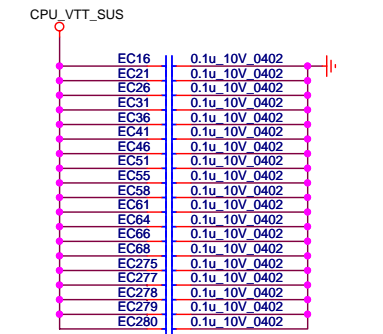 CPU_VTT_SUS
EC16 0.1u_10V_0402
EC21 0.1u_10V_0402
EC26 0.1u_10V_0402
EC31 0.1u_10V_0402
EC36 0.1u_10V_0402
EC41 0.1u_10V_0402
EC46 0.1u_10V_0402
EC51 0.1u_10V_0402
EC55 0.1u_10V_0402
EC58 0.1u_10V_0402
EC61 0.1u_10V_0402
EC64 0.1u_10V_0402
EC66 0.1u_10V_0402
EC68 0.1u_10V_0402
EC275 0.1u_10V_0402
EC277 0.1u_10V_0402
EC278 0.1u_10V_0402
EC279 0.1u_10V_0402
EC280 0.1u_10V_0402